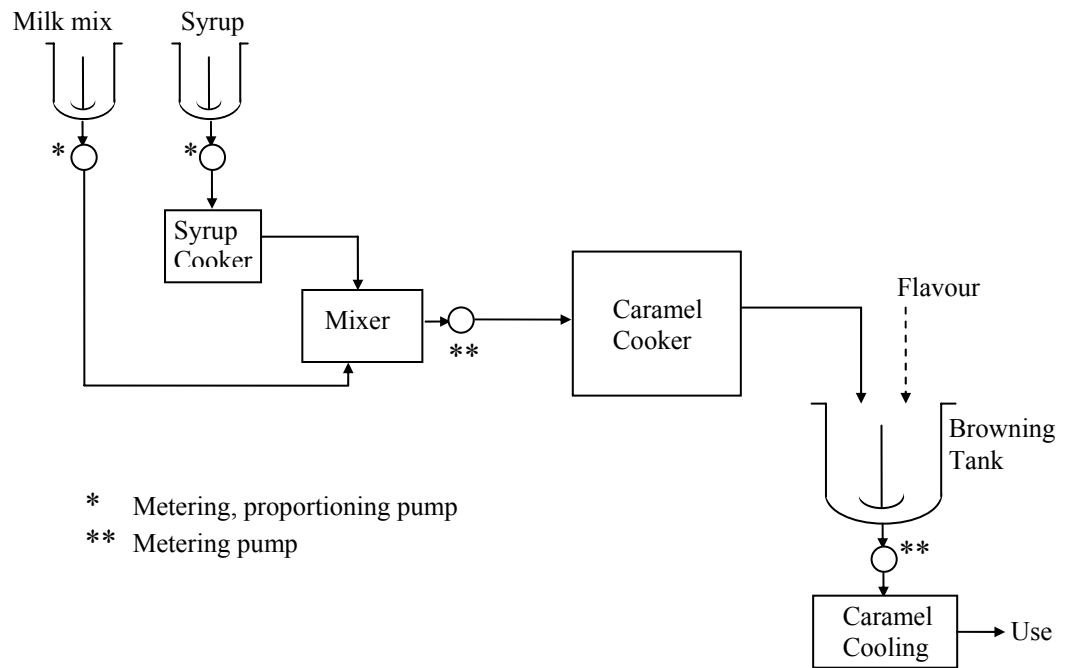 Milk mix
Syrup
*
*
Syrup
Cooker
Mixer
**
Caramel
Cooker
Flavour
Browning
Tank
* Metering, proportioning pump
** Metering pump
**
Caramel
Cooling
Use